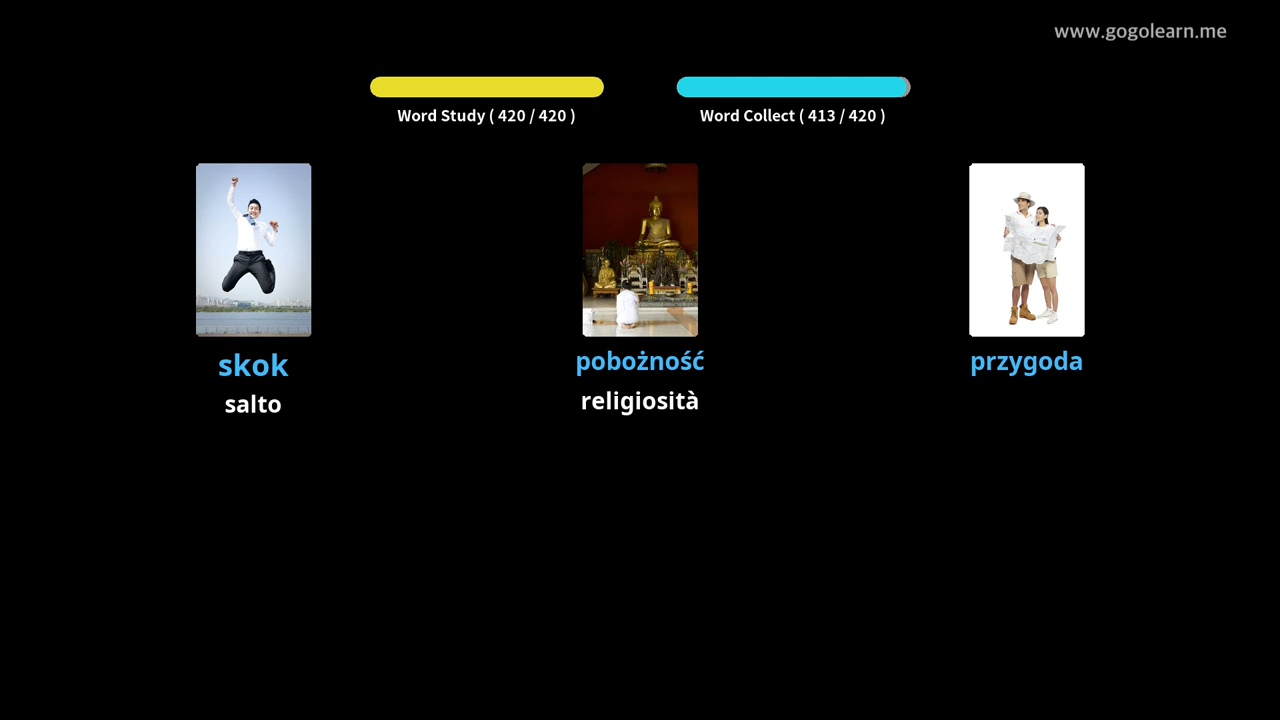 www.gogolearn.me
Word Study ( 420 / 420 )
Word Collect ( 413 / 420 )
skok
salto
pobożność
religiosità
przygoda